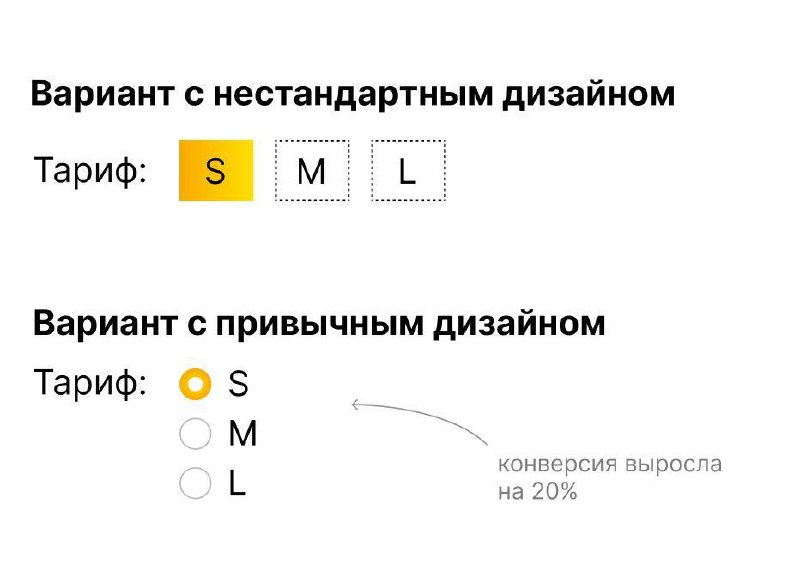 Вариант с нестандартным дизайном
Тариф: S M L
Вариант с привычным дизайном
Тариф: S
M
L
конверсия выросла
на 20%